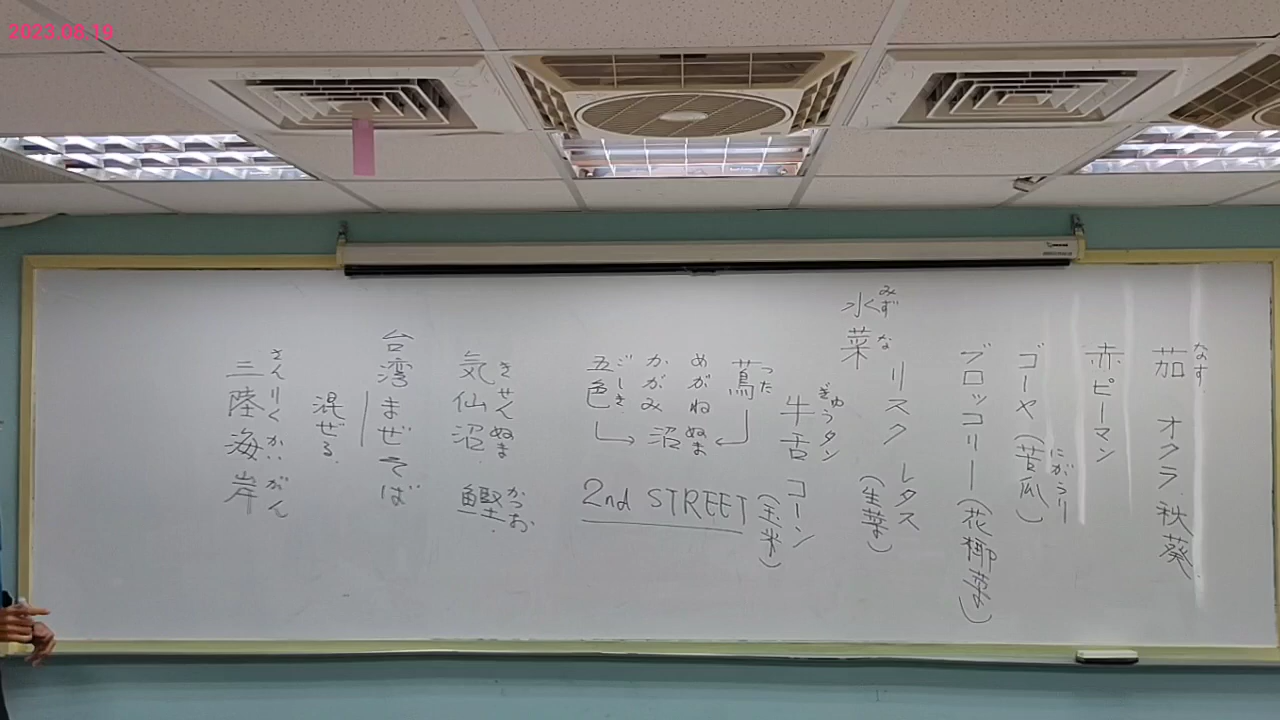 2023.08.19
茄 なす オクラ 秋葵
赤ピーマン
ゴーヤ(苦瓜) にがうり
ブロッコリー(花椰菜)
リスク レタス(生菜)
水菜 みずな
牛舌 ぎゅうタン コーン(玉米)
蔦 つた
めがね
かがみ 沼 ぬま
五色 ごしき
2nd STREET
気仙沼 きせんぬま 鰹 かつお
台湾まぜそば
混ぜる
三陸海岸 さんりくかいがん